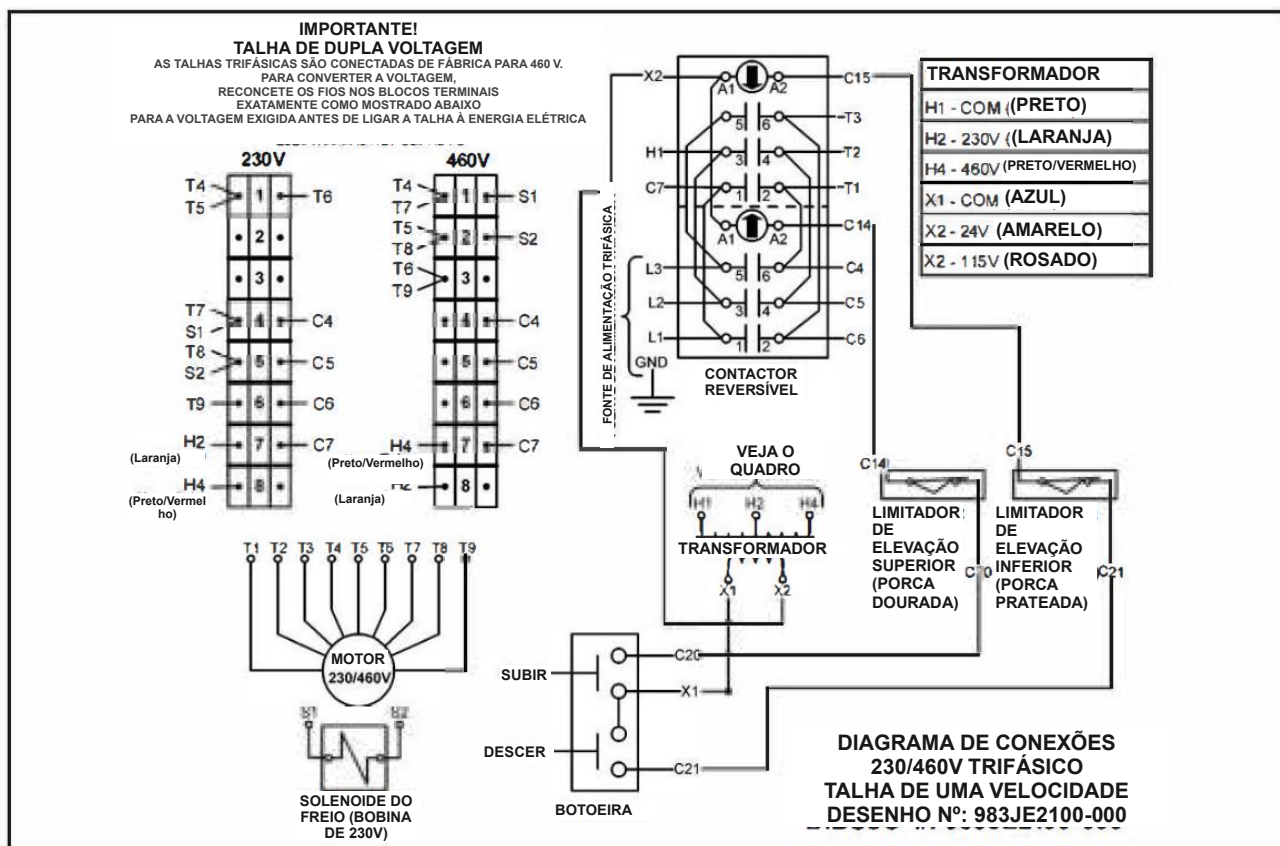 IMPORTANTE!
TALHA DE DUPLA VOLTAGEM
AS TALHAS TRIFÁSICAS SÃO CONECTADAS DE FÁBRICA PARA 460 V.
PARA CONVERTER A VOLTAGEM,
RECONCETE OS FIOS NOS BLOCOS TERMINAIS
EXATAMENTE COMO MOSTRADO ABAIXO
PARA A VOLTAGEM EXIGIDA ANTES DE LIGAR A TALHA À ENERGIA ELÉTRICA
230V
T4
T5
1
T6
2
3
T7
S1
4
C4
T8
S2
5
C5
T9
6
C6
H2
(Laranja)
7
C7
H4
(Preto/Vermel
ho)
8
460V
T4
T7
1
S1
T5
T8
2
S2
T6
T9
3
4
C4
5
C5
6
C6
H4
(Preto/Vermelho)
7
C7
H2
(Laranja)
8
T1 T2 T3 T4 T5 T6 T7 T8 T9
MOTOR
230/460V
S1 S2
SOLENOIDE DO
FREIO (BOBINA
DE 230V)
X2
A1 A2
C15
5 6
T3
H1
3 4
T2
C7
1 2
T1
A1 A2
C14
L3
5 6
C4
L2
3 4
C5
L1
1 2
C6
GND
FONTE DE ALIMENTAÇÃO TRIFÁSICA
CONTACTOR
REVERSÍVEL
TRANSFORMADOR
H1 - COM ((PRETO)
H2 - 230V ((LARANJA)
H4 - 460V (PRETO/VERMELHO)
X1 - COM (AZUL)
X2 - 24V (AMARELO)
X2 - 115V (ROSADO)
VEJA O
QUADRO
H1 H2 H4
TRANSFORMADOR
X1 X2
C14
LIMITADOR
DE
ELEVAÇÃO
SUPERIOR
(PORCA
DOURADA)
C20
C15
LIMITADOR
DE
ELEVAÇÃO
INFERIOR
(PORCA
PRATEADA)
C21
SUBIR
C20
X1
DESCER
C21
BOTOEIRA
DIAGRAMA DE CONEXÕES
230/460V TRIFÁSICO
TALHA DE UMA VELOCIDADE
DESENHO Nº: 983JE2100-000